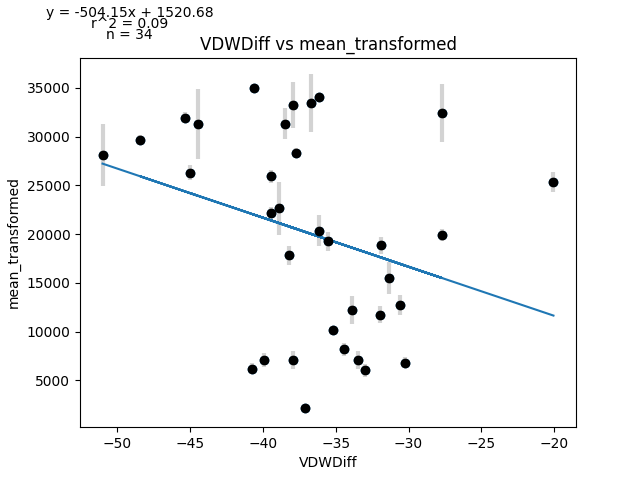 y = -504.15x + 1520.68
r^2 = 0.09
n = 34
VDWDiff vs mean_transformed
mean_transformed
35000
30000
25000
20000
15000
10000
5000
−50
−45
−40
−35
−30
−25
−20
VDWDiff